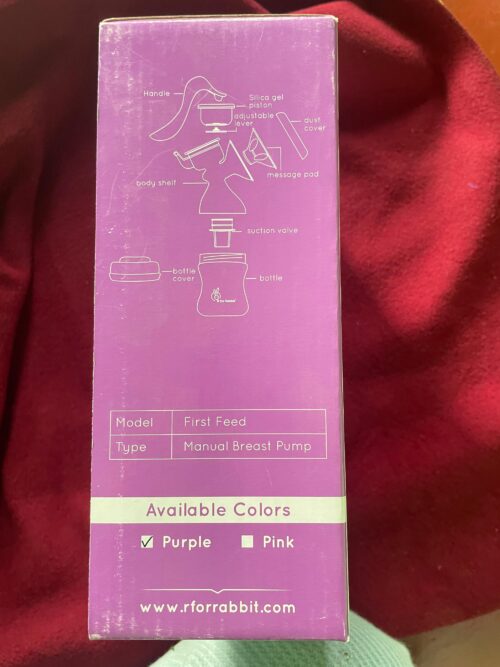 Handle
Silica gel
piston
adjustable
lever
dust
cover
message pad
body shelf
suction valve
bottle
cover
bottle
Model First Feed
Type Manual Breast Pump
Available Colors
Purple Pink
www.rforrabbit.com